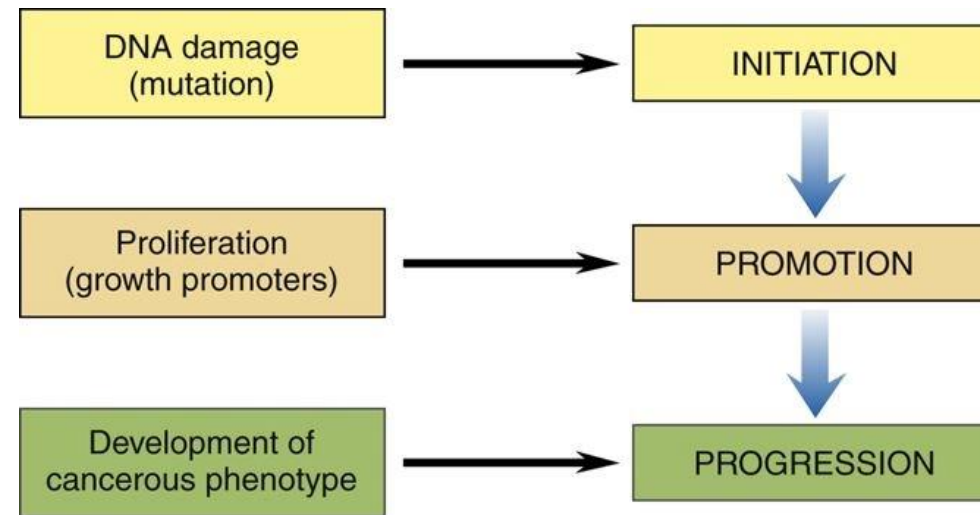 DNA damage
(mutation)
INITIATION
Proliferation
(growth promoters)
PROMOTION
Development of
cancerous phenotype
PROGRESSION